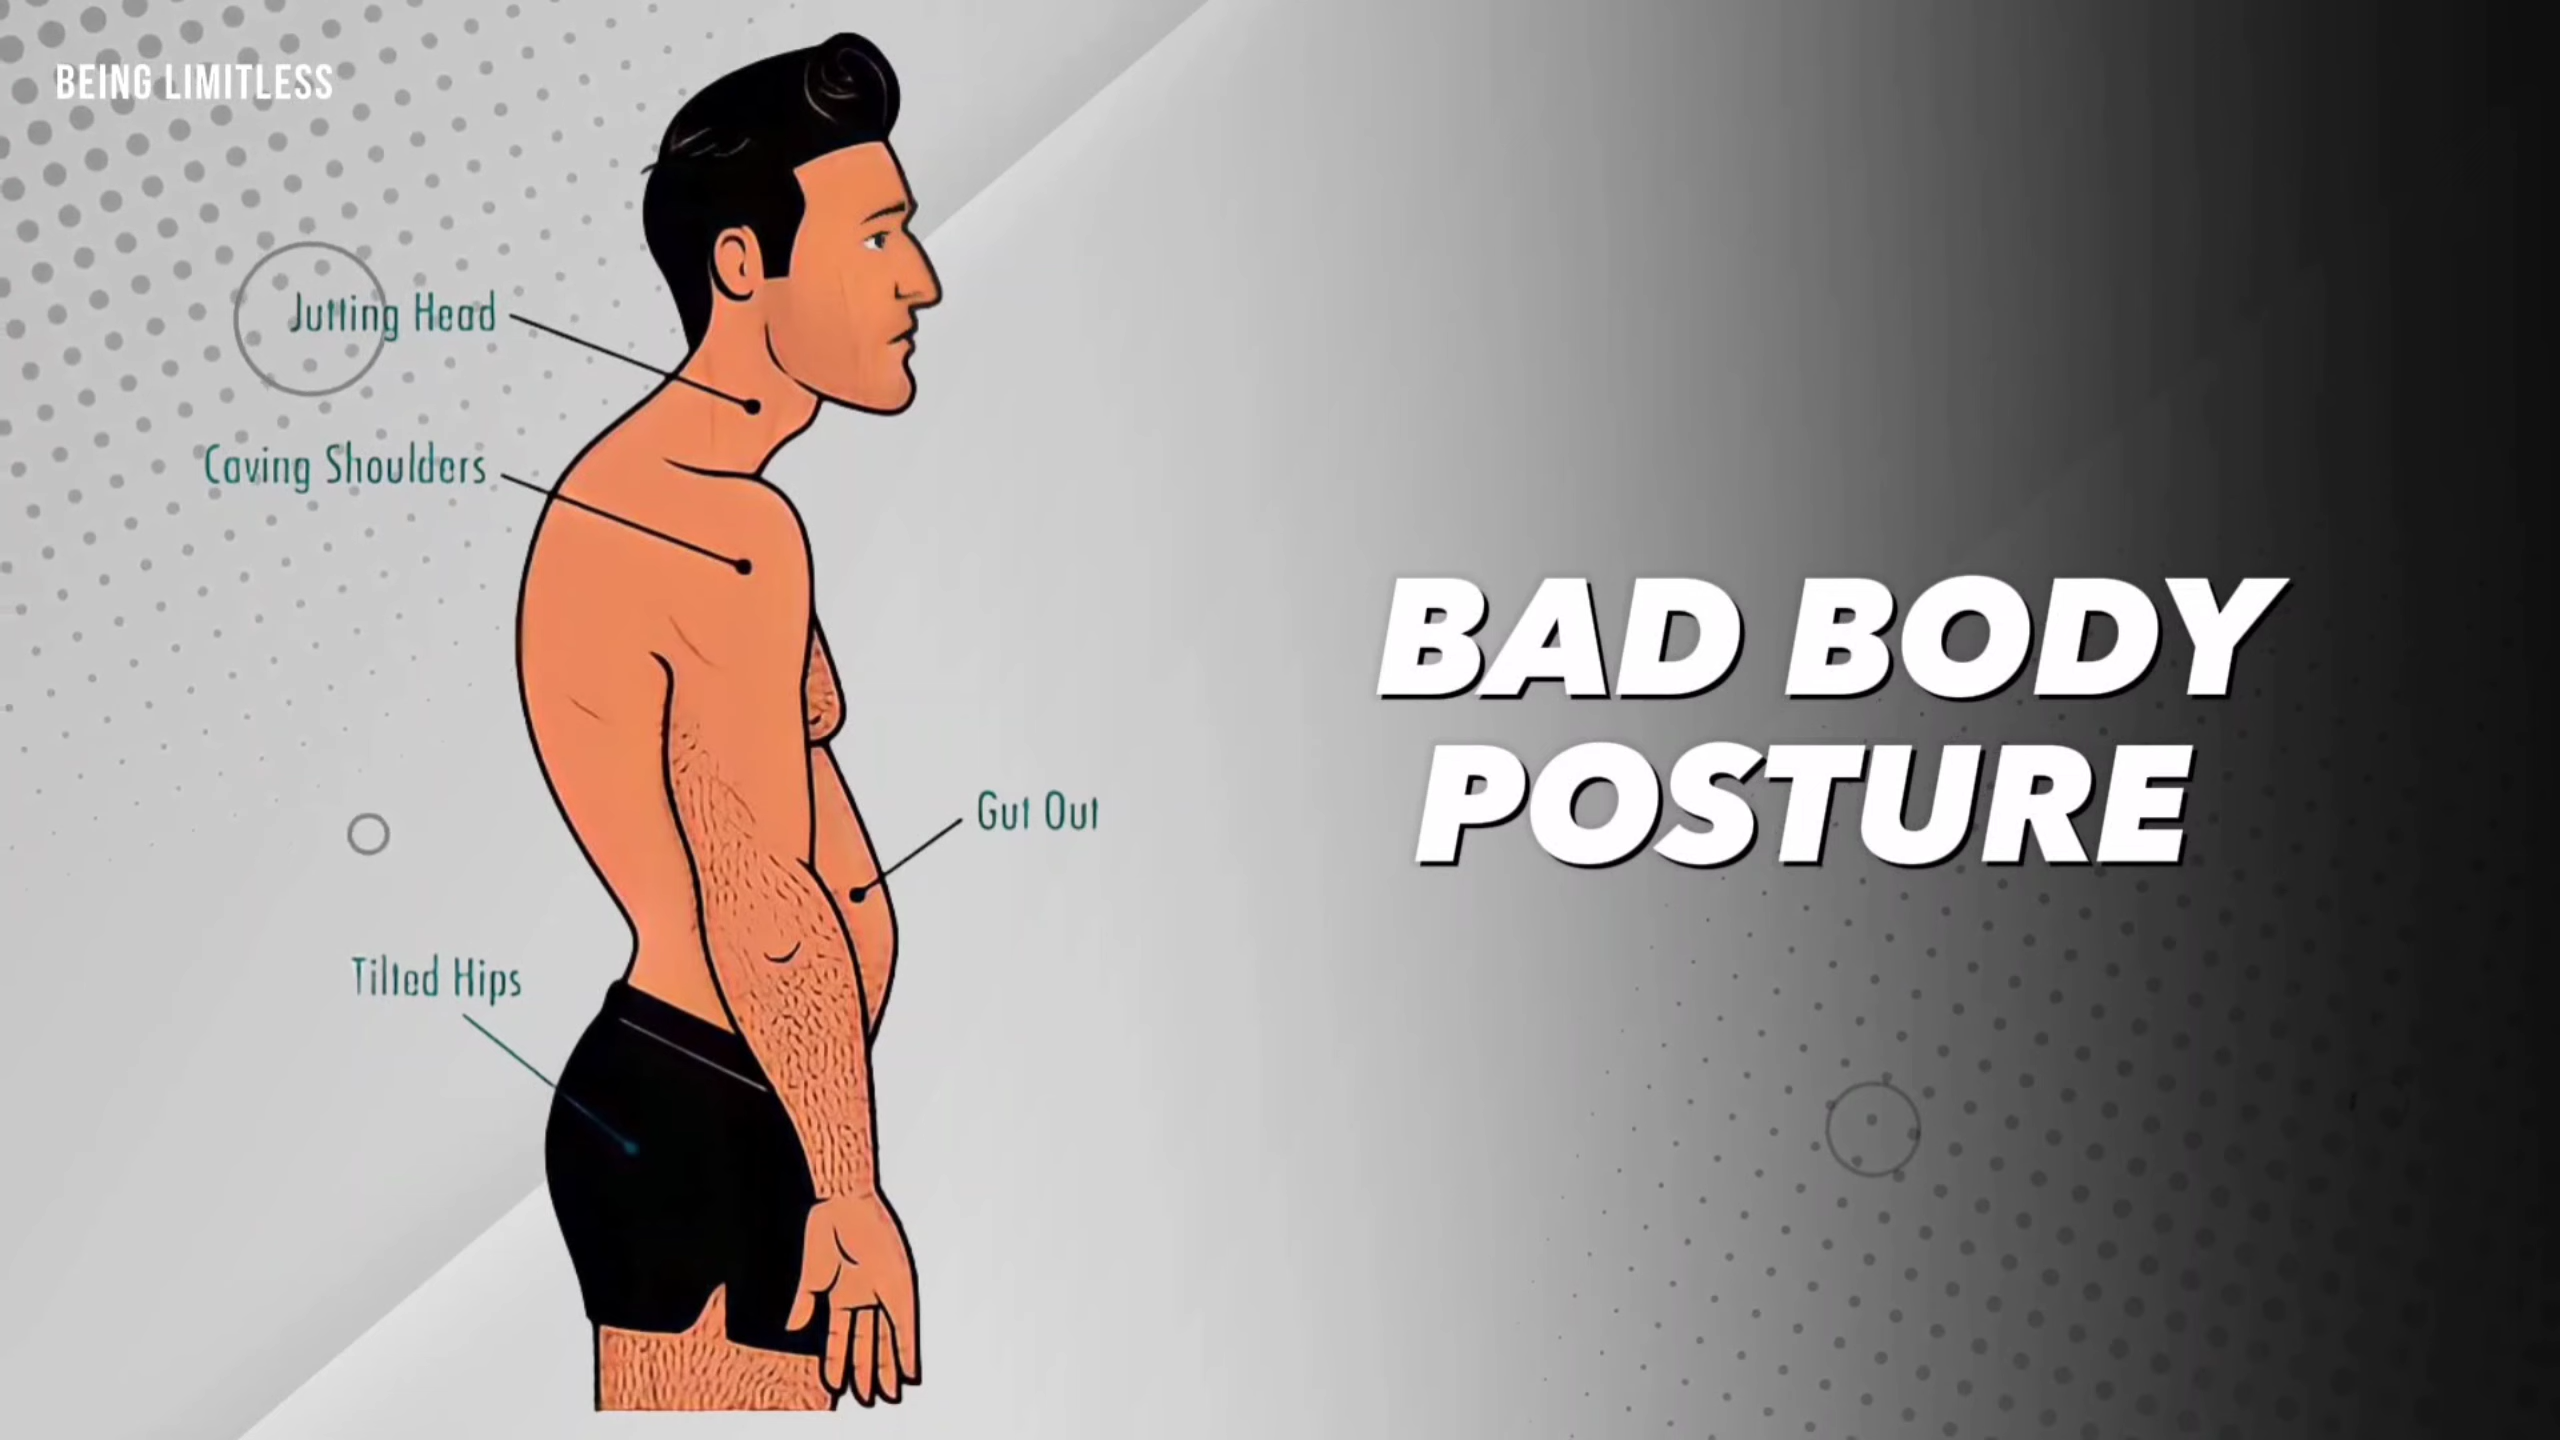 BEING LIMITLESS
Jutting Head
Caving Shoulders
Gut Out
Tilted Hips
BAD BODY
POSTURE